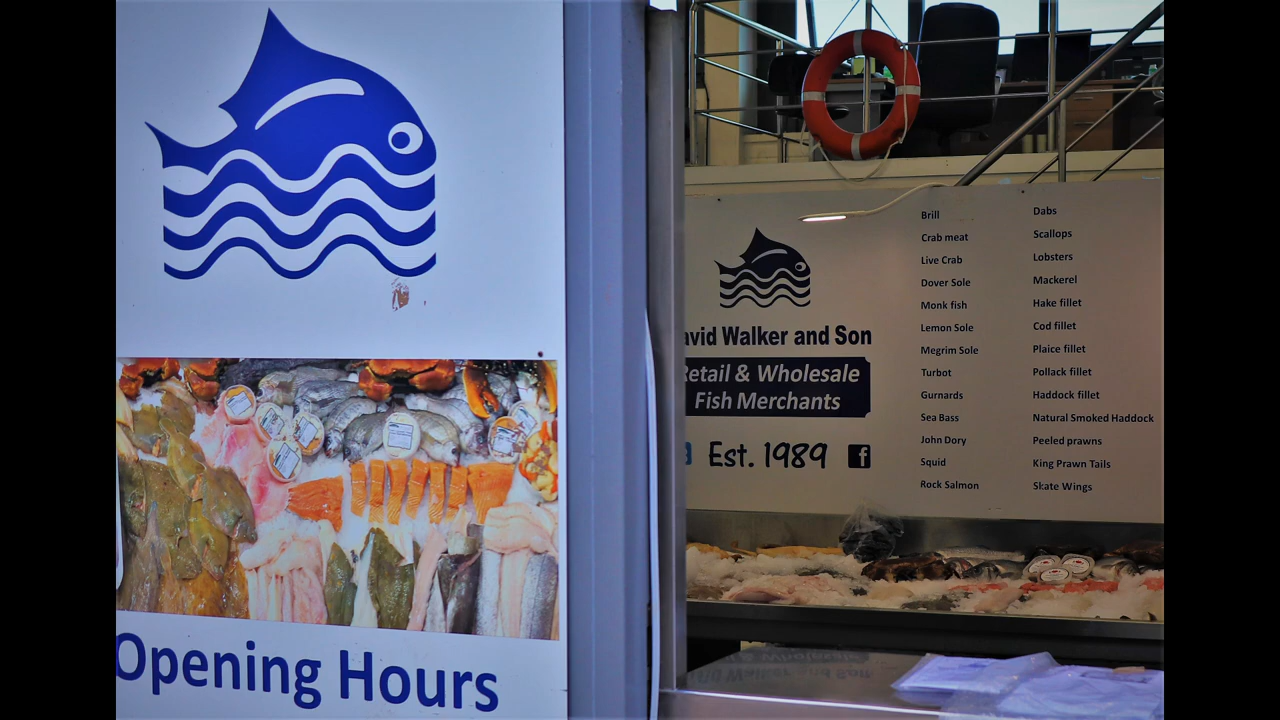 Opening Hours
avid Walker and Son
Retail & Wholesale
Fish Merchants
Est. 1989 f
Brill
Crab meat
Live Crab
Dover Sole
Monk fish
Lemon Sole
Megrim Sole
Turbot
Gurnards
Sea Bass
John Dory
Squid
Rock Salmon
Dabs
Scallops
Lobsters
Mackerel
Hake fillet
Cod fillet
Plaice fillet
Pollack fillet
Haddock fillet
Natural Smoked Haddock
Peeled prawns
King Prawn Tails
Skate Wings